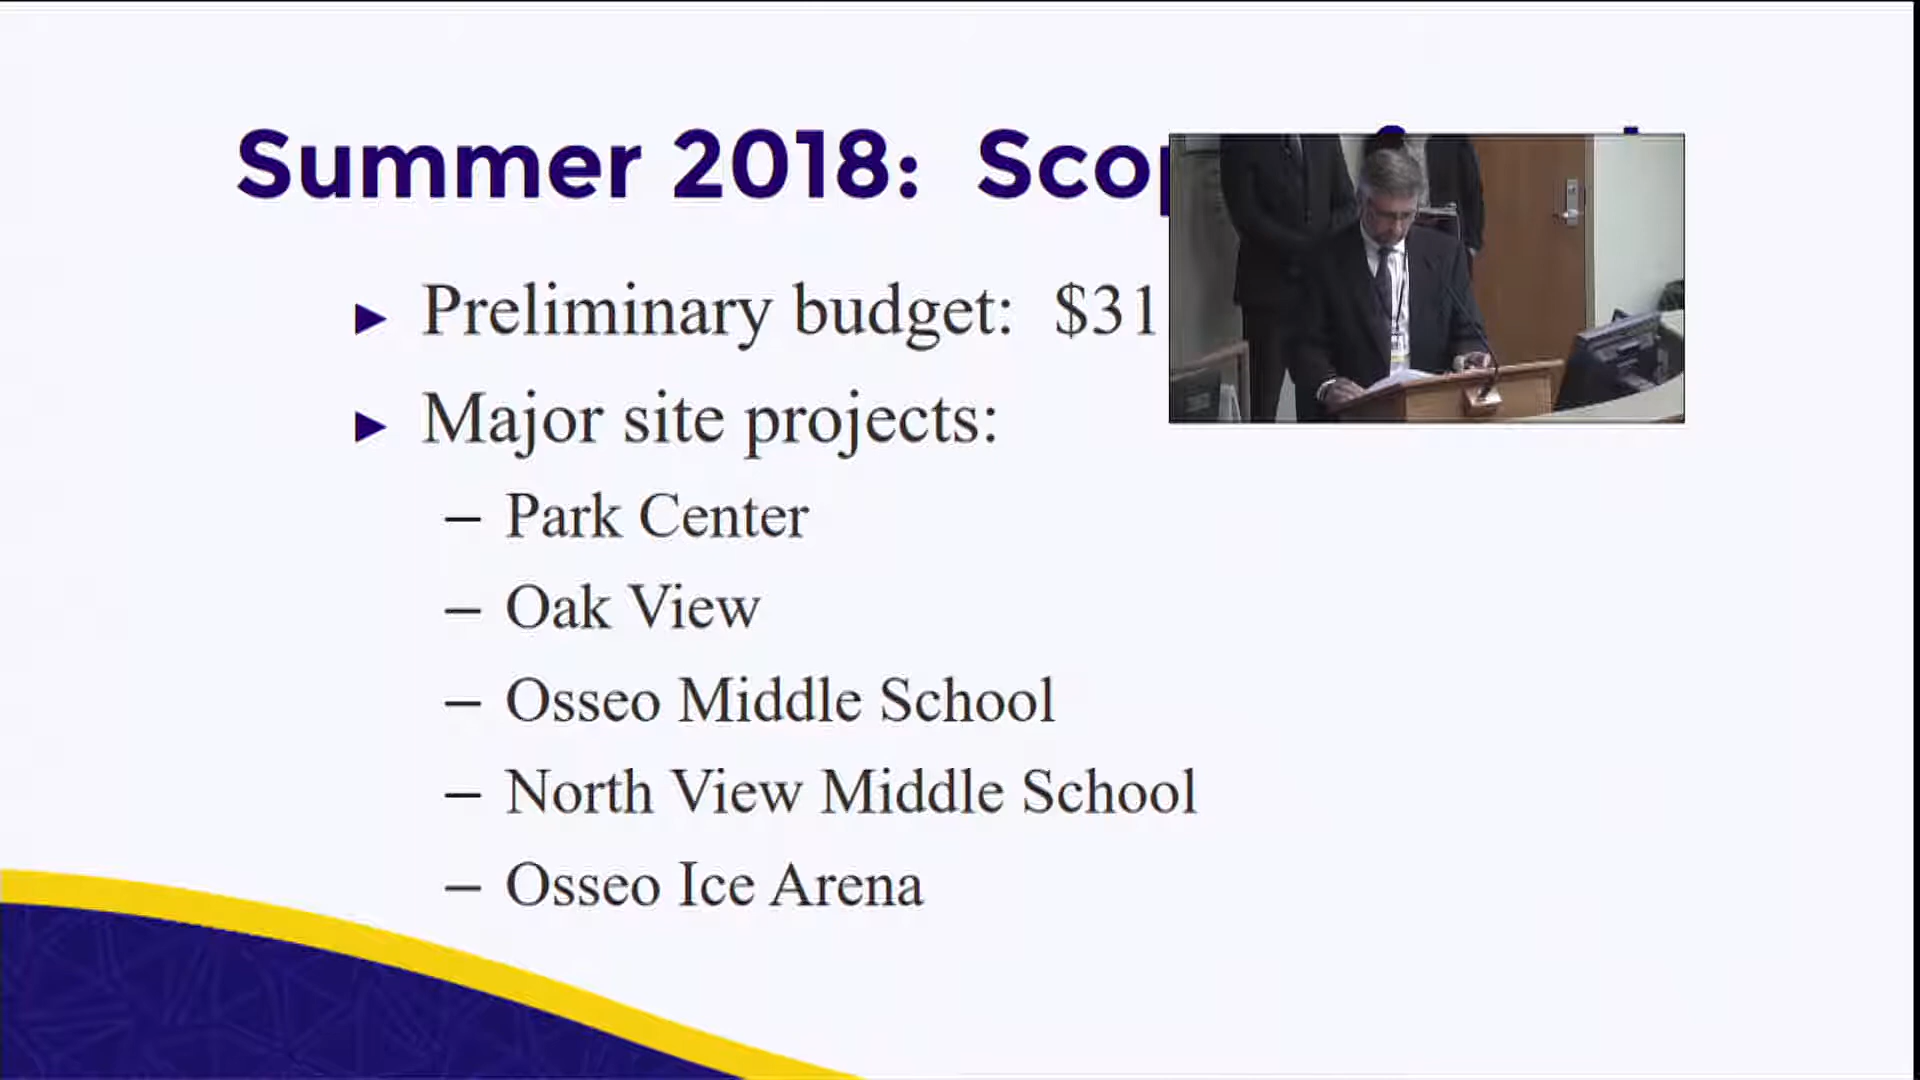 Summer 2018:
► Preliminary budget: $31
► Major site projects:
– Park Center
– Oak View
– Osseo Middle School
– North View Middle School
– Osseo Ice Arena